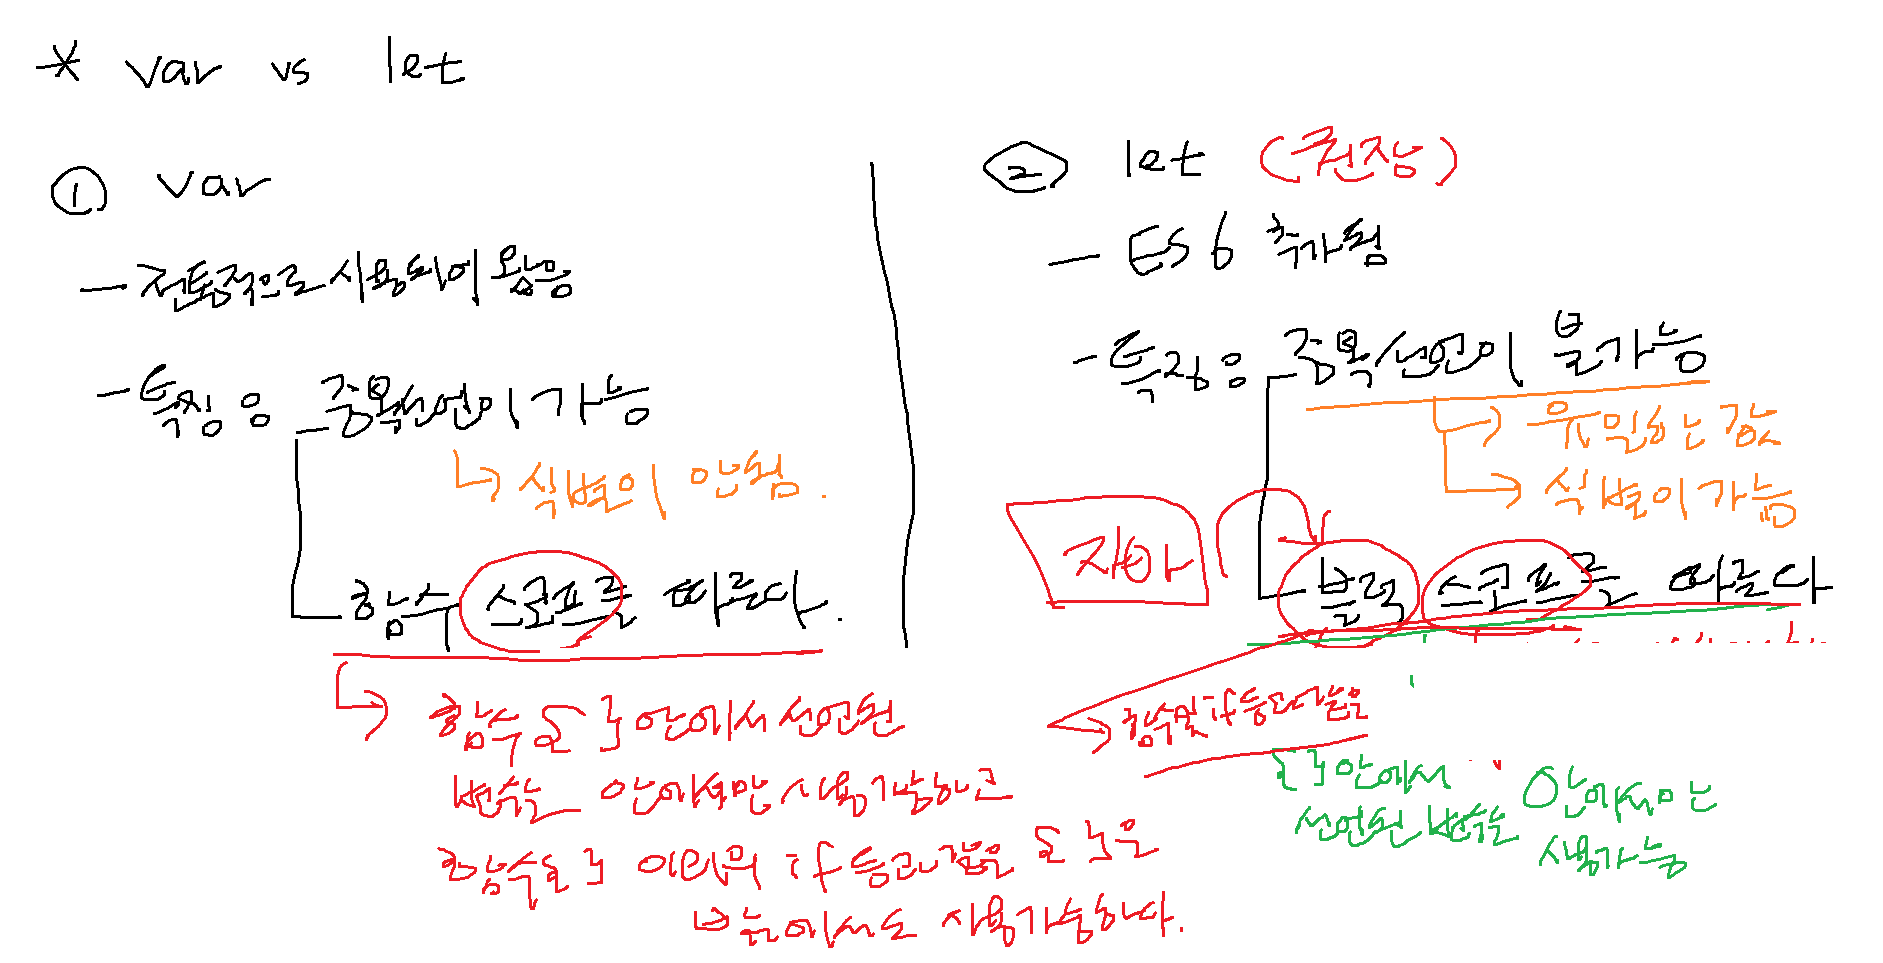 * var vs let
① var
- 전통적으로 사용되어 왔음
- 특징은 중복선언이 가능
↳ 식별이 안됨.
함수 스코프를 따른다.
↳ 함수 { } 안에서 선언된
변수는 안에서만 사용가능하고
함수 { } 이외의 if 등과 같은 { } 은
밖에서도 사용가능하다.
② let (권장)
- ES6 추가됨
- 특징은 중복선언이 불가능
→ 유일하는 값
→ 식별이 가능
자바
블럭 스코프를 따른다
→ 함수 및 if 등과 같은
{ } 안에서
선언된 변수는 안에서만
사용가능